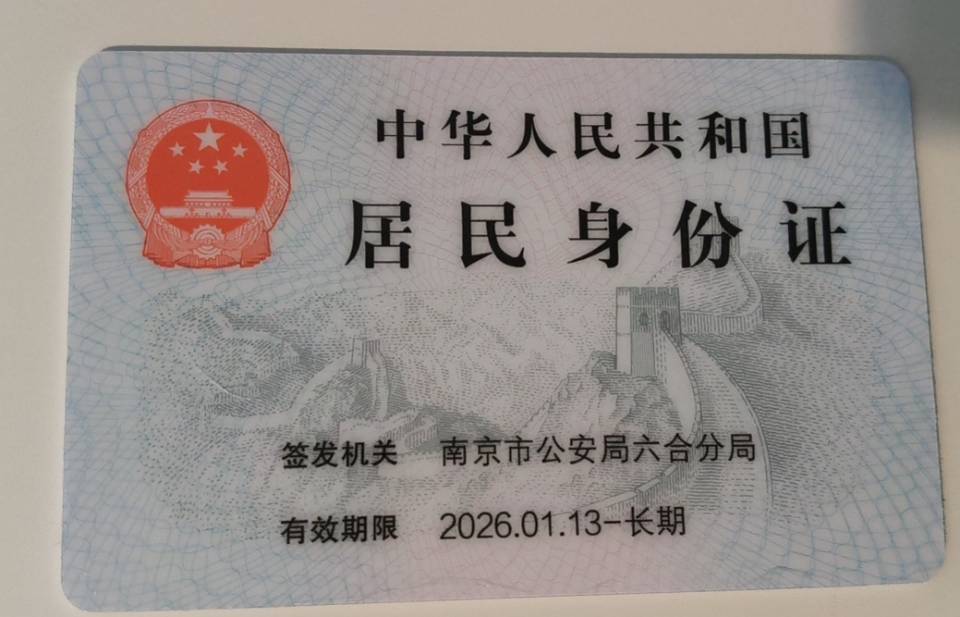 中华人民共和国
居民身份证
签发机关 南京市公安局六合分局
有效期限 2026.01.13-长期